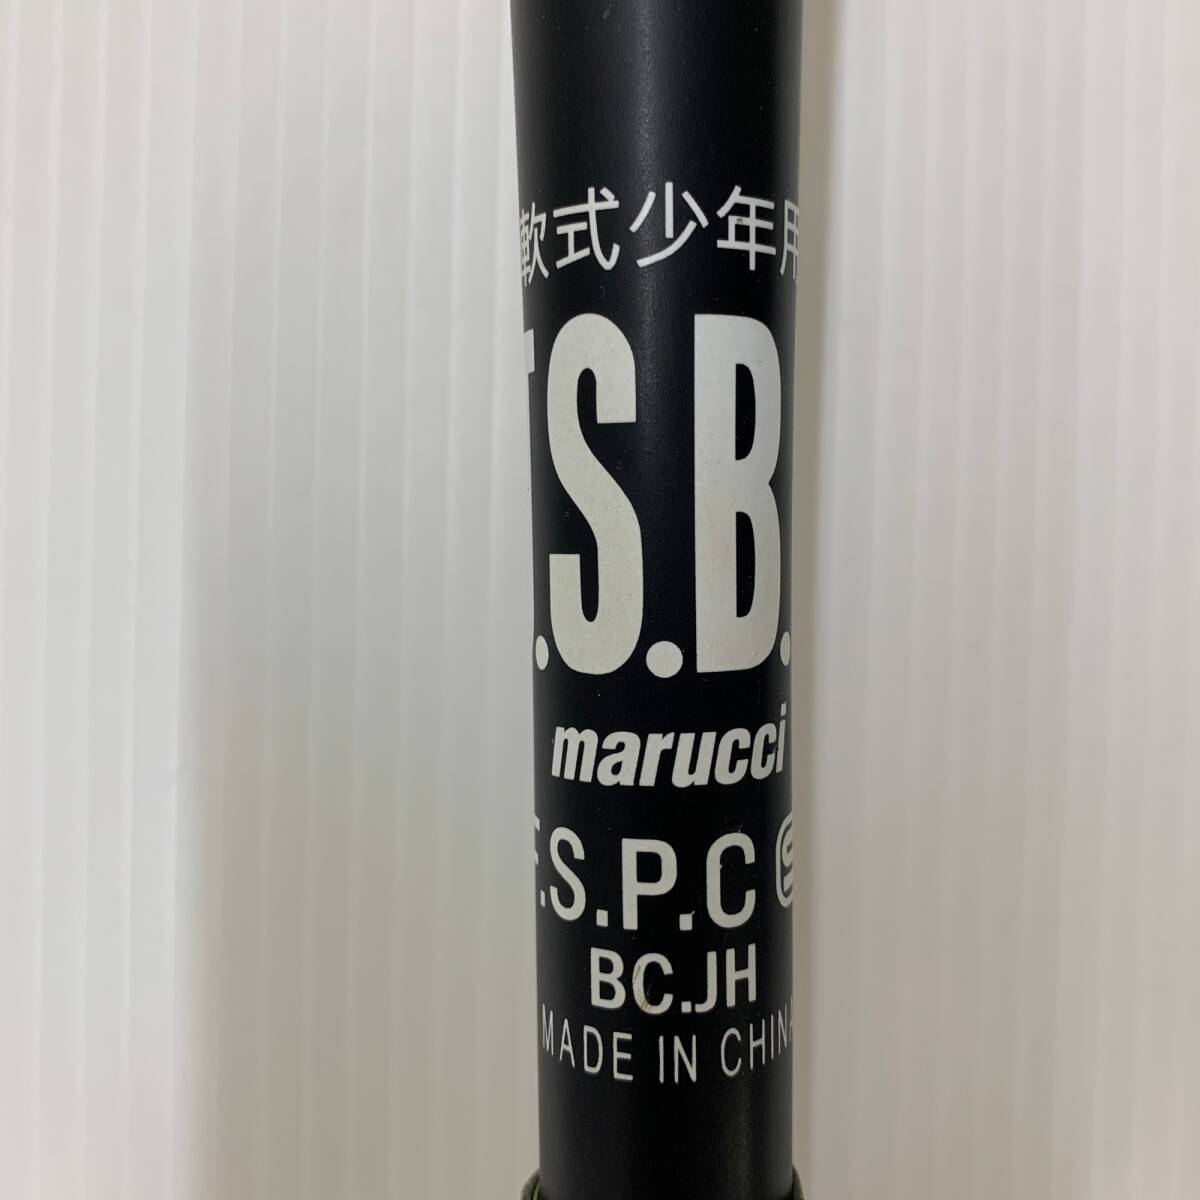 軟式少年用
T.S.B.
marucci
F.S.P.C S
BC.JH
MADE IN CHINA